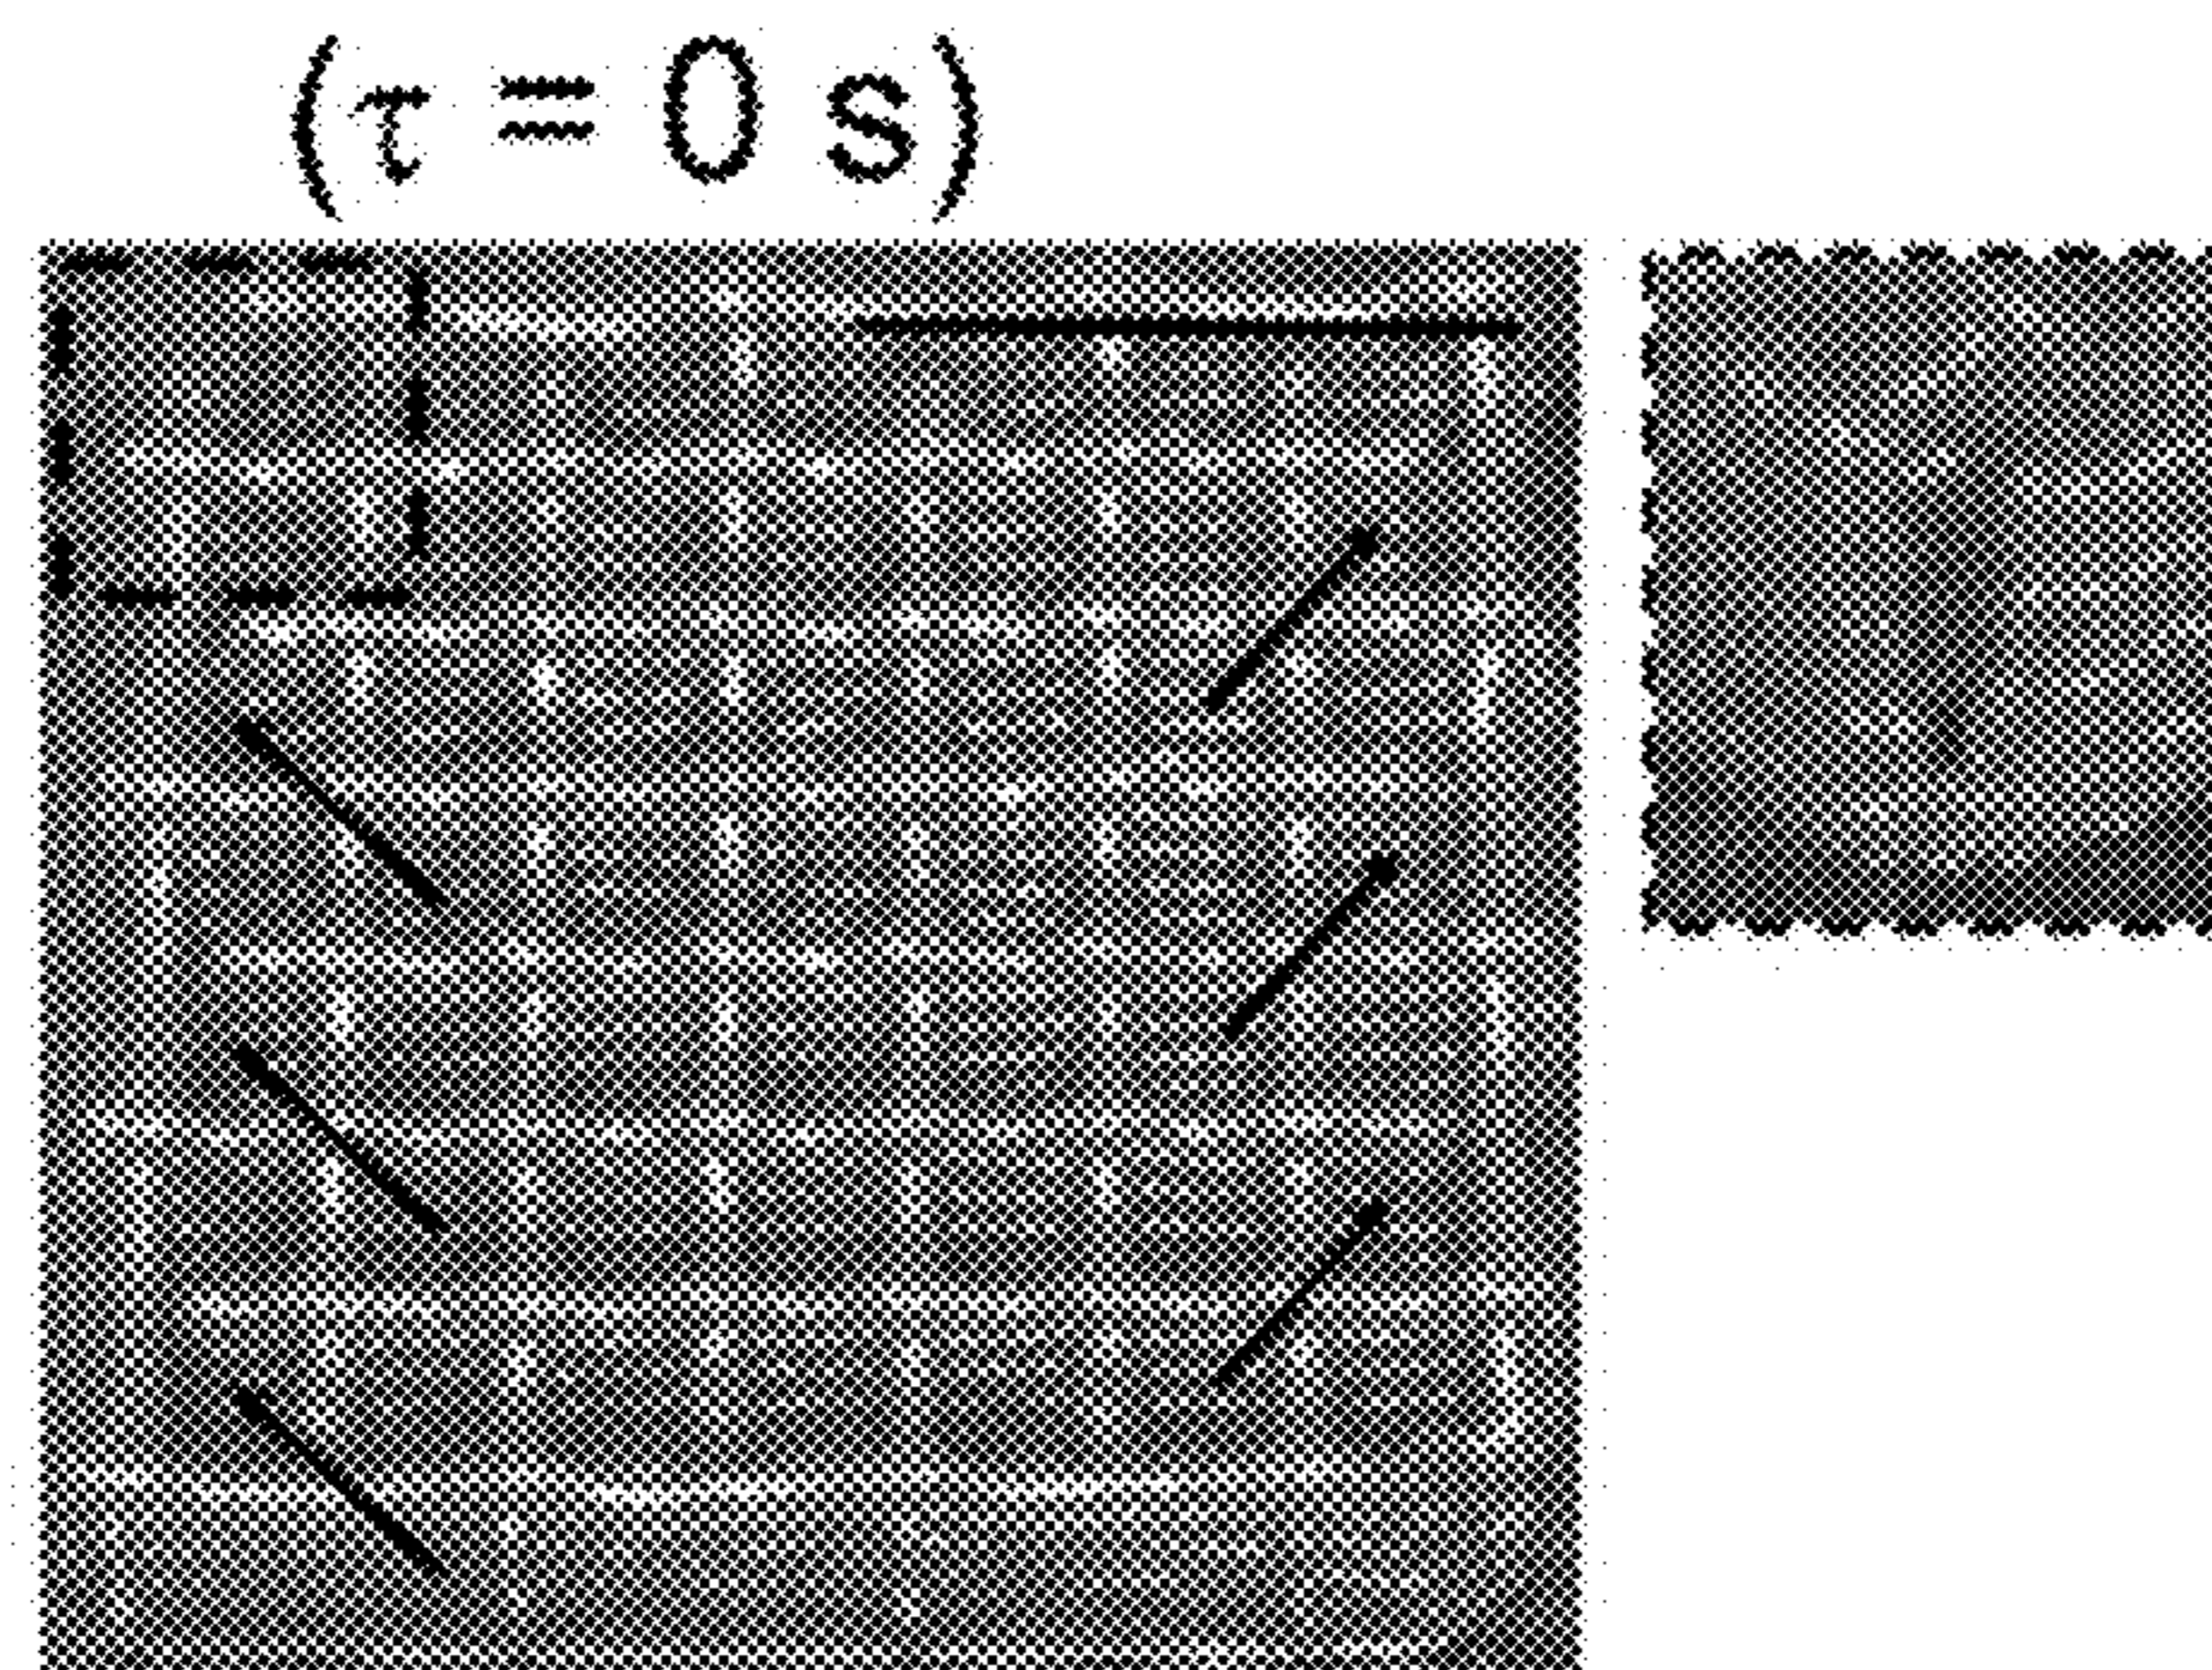 (τ = 0 s)